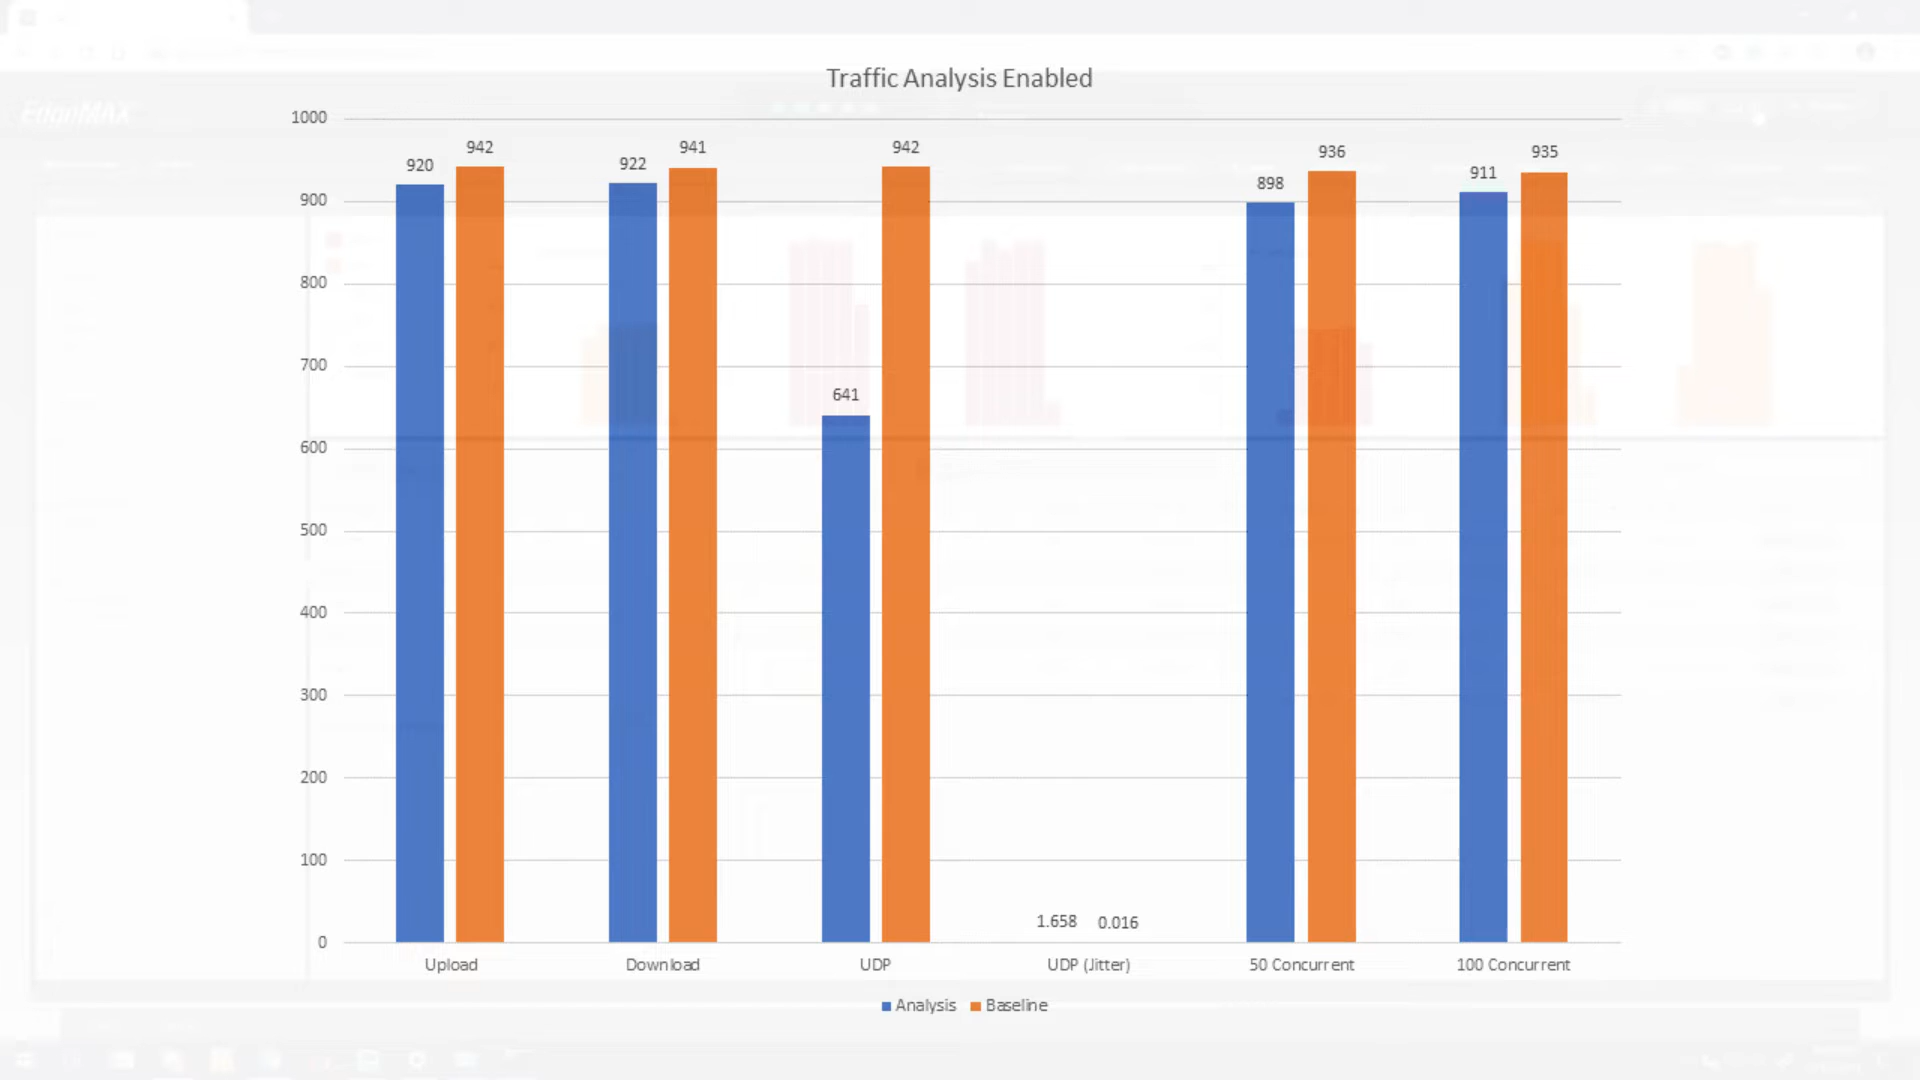 Traffic Analysis Enabled
EdgeMAX
1000
942 941 942 936 935
920 922 911
898
900
800
700
641
600
500
400
300
200
100
1.658 0.016
0
Upload Download UDP UDP (Jitter) 50 Concurrent 100 Concurrent
Analysis Baseline